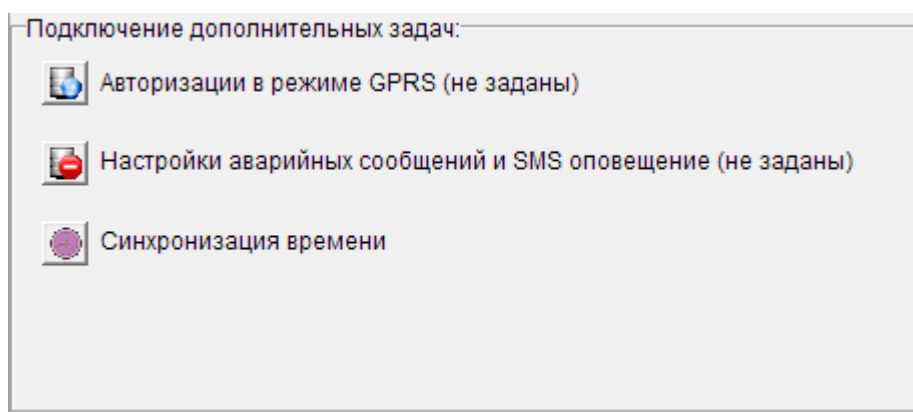 Подключение дополнительных задач:
Авторизации в режиме GPRS (не заданы)
Настройки аварийных сообщений и SMS оповещение (не заданы)
Синхронизация времени